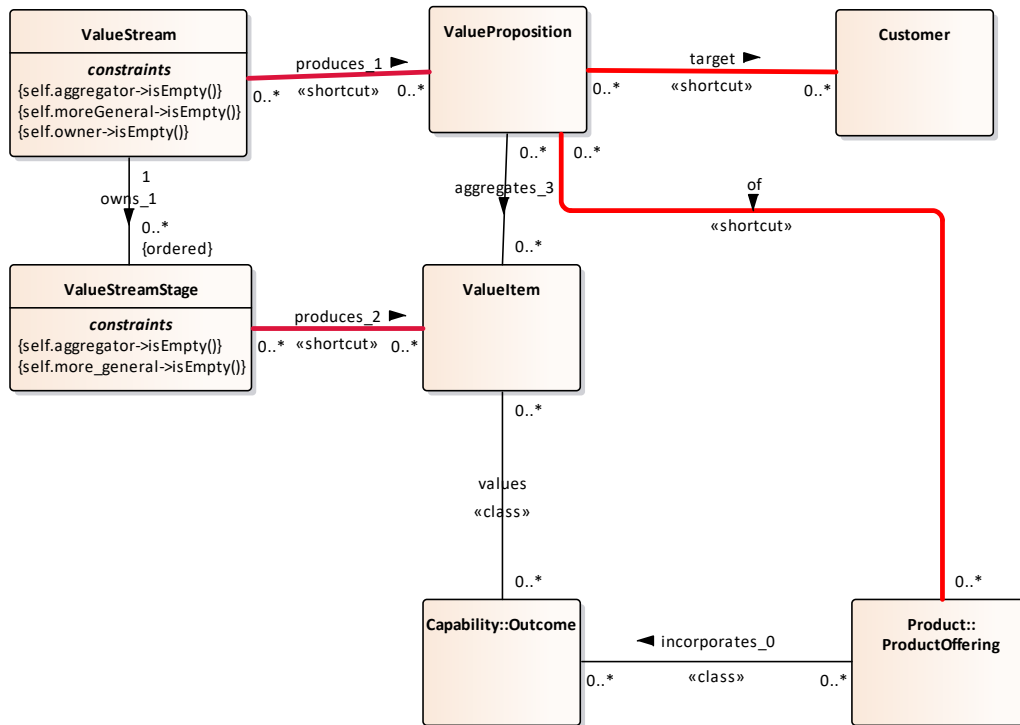 ValueStream
constraints
{self.aggregator->isEmpty()}
{self.moreGeneral->isEmpty()}
{self.owner->isEmpty()}
produces_1
0..*
«shortcut»
0..*
ValueProposition
target
0..*
«shortcut»
0..*
Customer
1
owns_1
0..*
{ordered}
0..*
aggregates_3
0..*
0..*
of
«shortcut»
0..*
ValueStreamStage
constraints
{self.aggregator->isEmpty()}
{self.more_general->isEmpty()}
produces_2
0..*
«shortcut»
0..*
ValueItem
0..*
values
«class»
0..*
Capability::Outcome
incorporates_0
0..*
«class»
0..*
Product::
ProductOffering